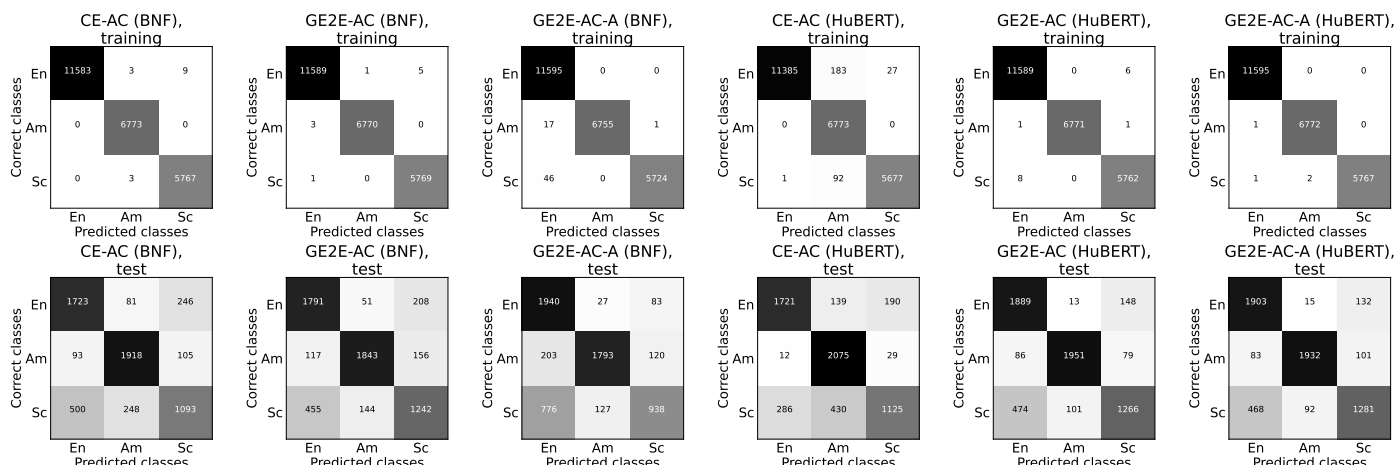 CE-AC (BNF), training
GE2E-AC (BNF), training
GE2E-AC-A (BNF), training
CE-AC (HuBERT), training
GE2E-AC (HuBERT), training
GE2E-AC-A (HuBERT), training
Correct classes
En 11583 3 9
Am 0 6773 0
Sc 0 3 5767
En Am Sc
Predicted classes
Correct classes
En 11589 1 5
Am 3 6770 0
Sc 1 0 5769
En Am Sc
Predicted classes
Correct classes
En 11595 0 0
Am 17 6755 1
Sc 46 0 5724
En Am Sc
Predicted classes
Correct classes
En 11385 183 27
Am 0 6773 0
Sc 1 92 5677
En Am Sc
Predicted classes
Correct classes
En 11589 0 6
Am 1 6771 1
Sc 8 0 5762
En Am Sc
Predicted classes
Correct classes
En 11595 0 0
Am 1 6772 0
Sc 1 2 5767
En Am Sc
Predicted classes
CE-AC (BNF), test
GE2E-AC (BNF), test
GE2E-AC-A (BNF), test
CE-AC (HuBERT), test
GE2E-AC (HuBERT), test
GE2E-AC-A (HuBERT), test
Correct classes
En 1723 81 246
Am 93 1918 105
Sc 500 248 1093
En Am Sc
Predicted classes
Correct classes
En 1791 51 208
Am 117 1843 156
Sc 455 144 1242
En Am Sc
Predicted classes
Correct classes
En 1940 27 83
Am 203 1793 120
Sc 776 127 938
En Am Sc
Predicted classes
Correct classes
En 1721 139 190
Am 12 2075 29
Sc 286 430 1125
En Am Sc
Predicted classes
Correct classes
En 1889 13 148
Am 86 1951 79
Sc 474 101 1266
En Am Sc
Predicted classes
Correct classes
En 1903 15 132
Am 83 1932 101
Sc 468 92 1281
En Am Sc
Predicted classes